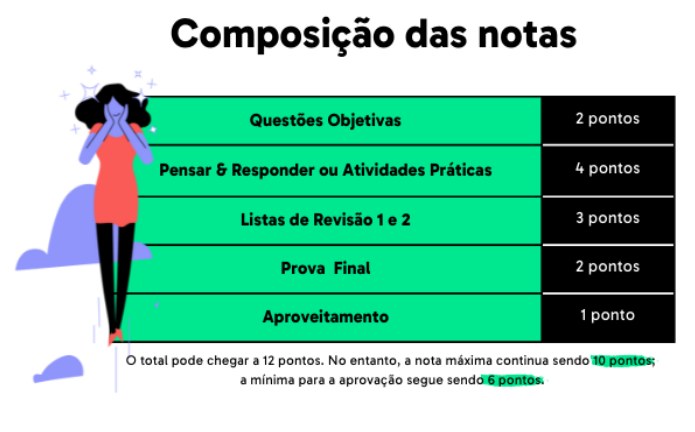 Composição das notas
Questões Objetivas
2 pontos
Pensar & Responder ou Atividades Práticas
4 pontos
Listas de Revisão 1 e 2
3 pontos
Prova Final
2 pontos
Aproveitamento
1 ponto
O total pode chegar a 12 pontos. No entanto, a nota máxima continua sendo 10 pontos;
a mínima para a aprovação segue sendo 6 pontos.